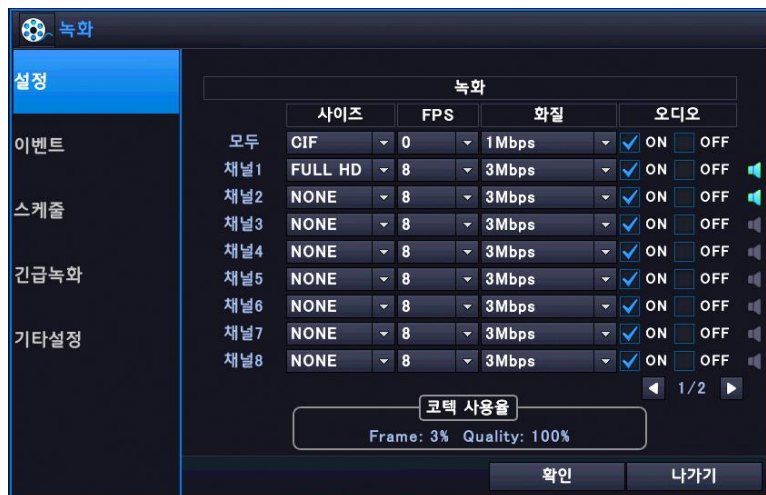 녹화
설정
이벤트
스케줄
긴급녹화
기타설정
녹화
사이즈 FPS 화질 오디오
모두 CIF 0 1Mbps ON OFF
채널1 FULL HD 8 3Mbps ON OFF
채널2 NONE 8 3Mbps ON OFF
채널3 NONE 8 3Mbps ON OFF
채널4 NONE 8 3Mbps ON OFF
채널5 NONE 8 3Mbps ON OFF
채널6 NONE 8 3Mbps ON OFF
채널7 NONE 8 3Mbps ON OFF
채널8 NONE 8 3Mbps ON OFF
1/2
코텍 사용율
Frame: 3% Quality: 100%
확인 나가기